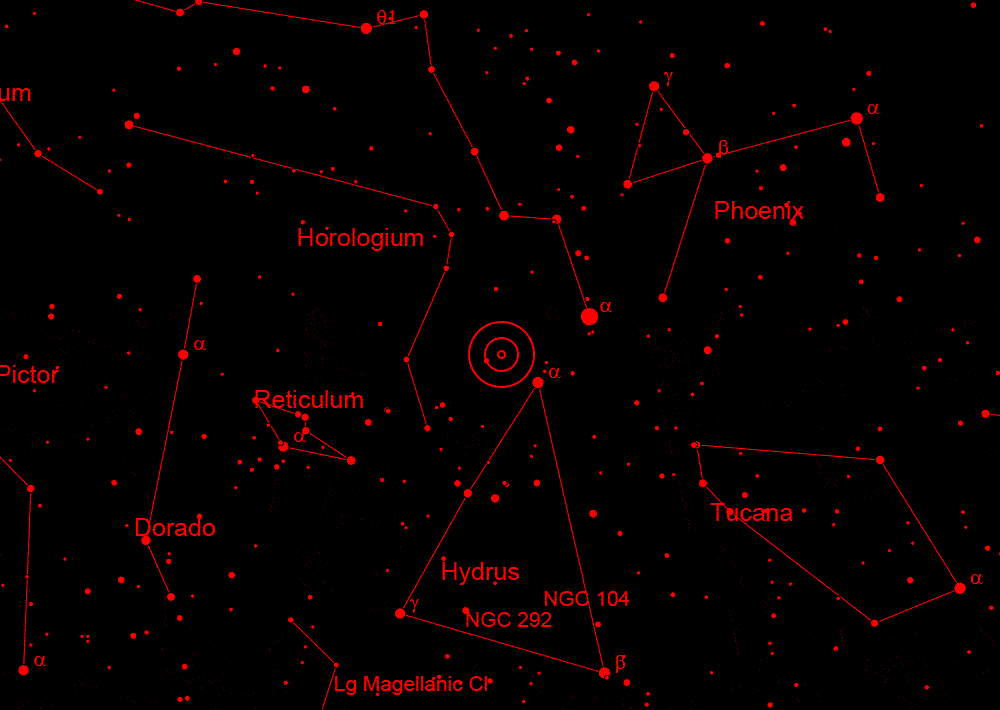 θ1
γ
um
α
β
Phoenix
Horologium
α
α
Pictor
α
Reticulum
α
Tucana
Dorado
Hydrus
α
NGC 104
γ
NGC 292
α
β
Lg Magellanic Cl